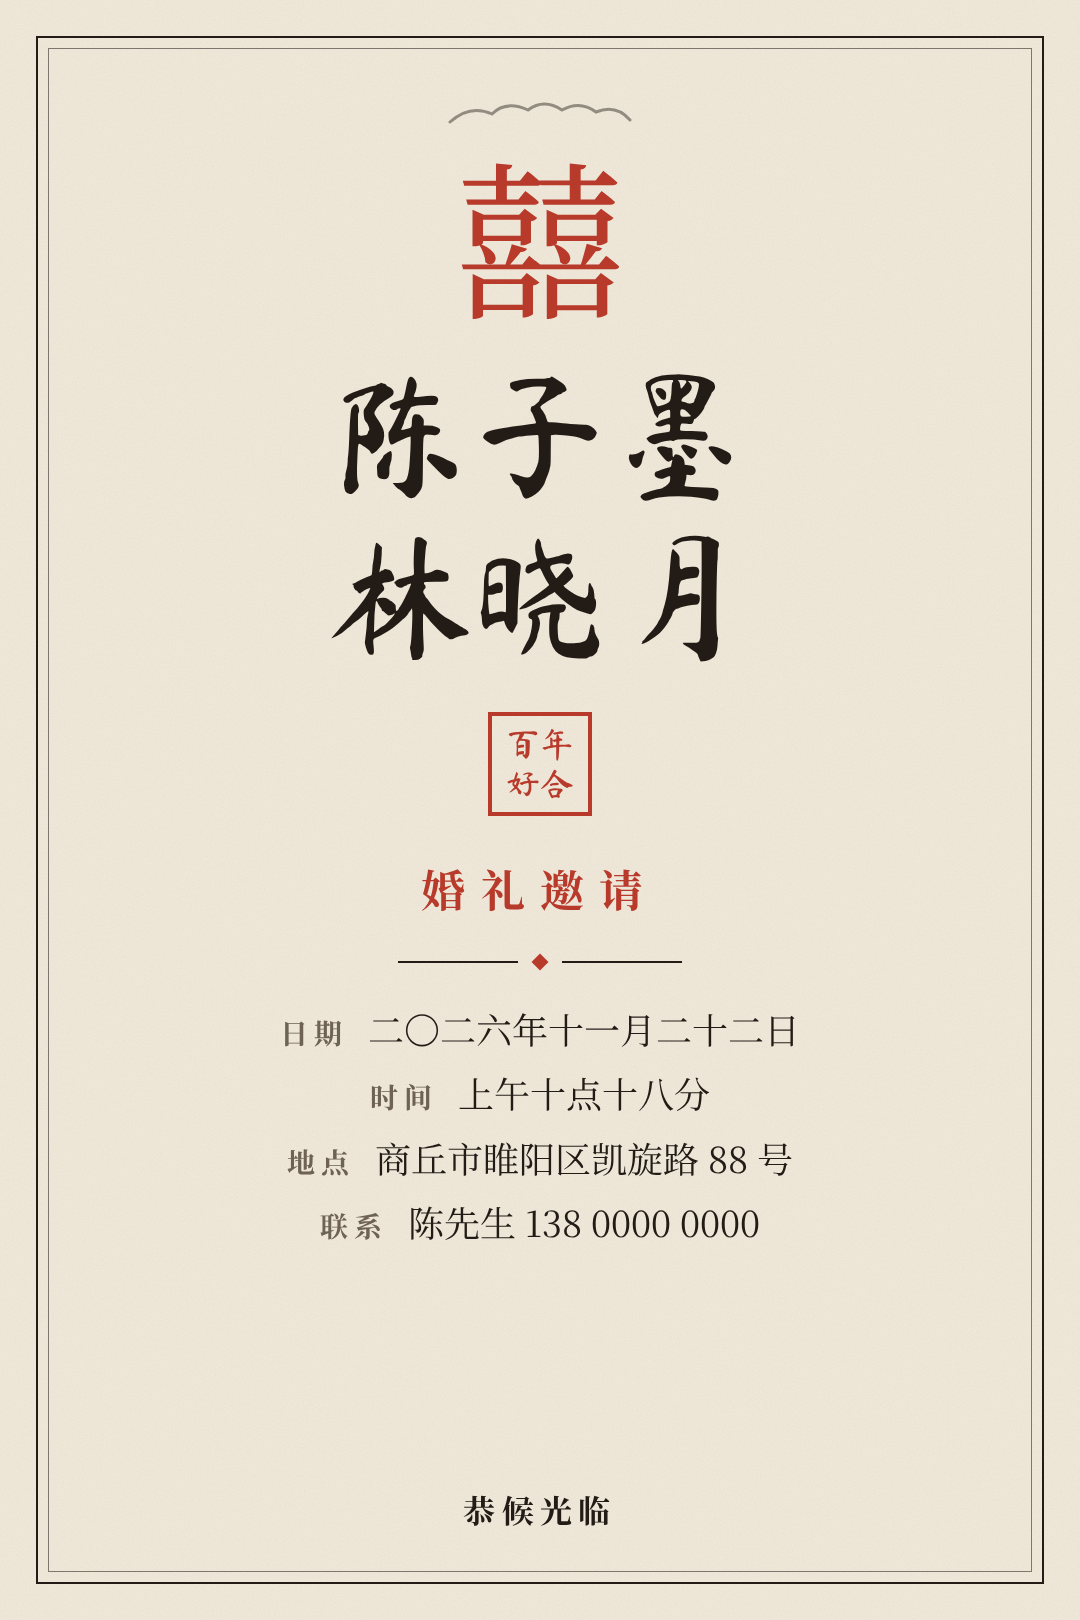 囍
陈子墨
林晓月
百年
好合
婚礼邀请
日期 二〇二六年十一月二十二日
时间 上午十点十八分
地点 商丘市睢阳区凯旋路 88 号
联系 陈先生 138 0000 0000
恭候光临